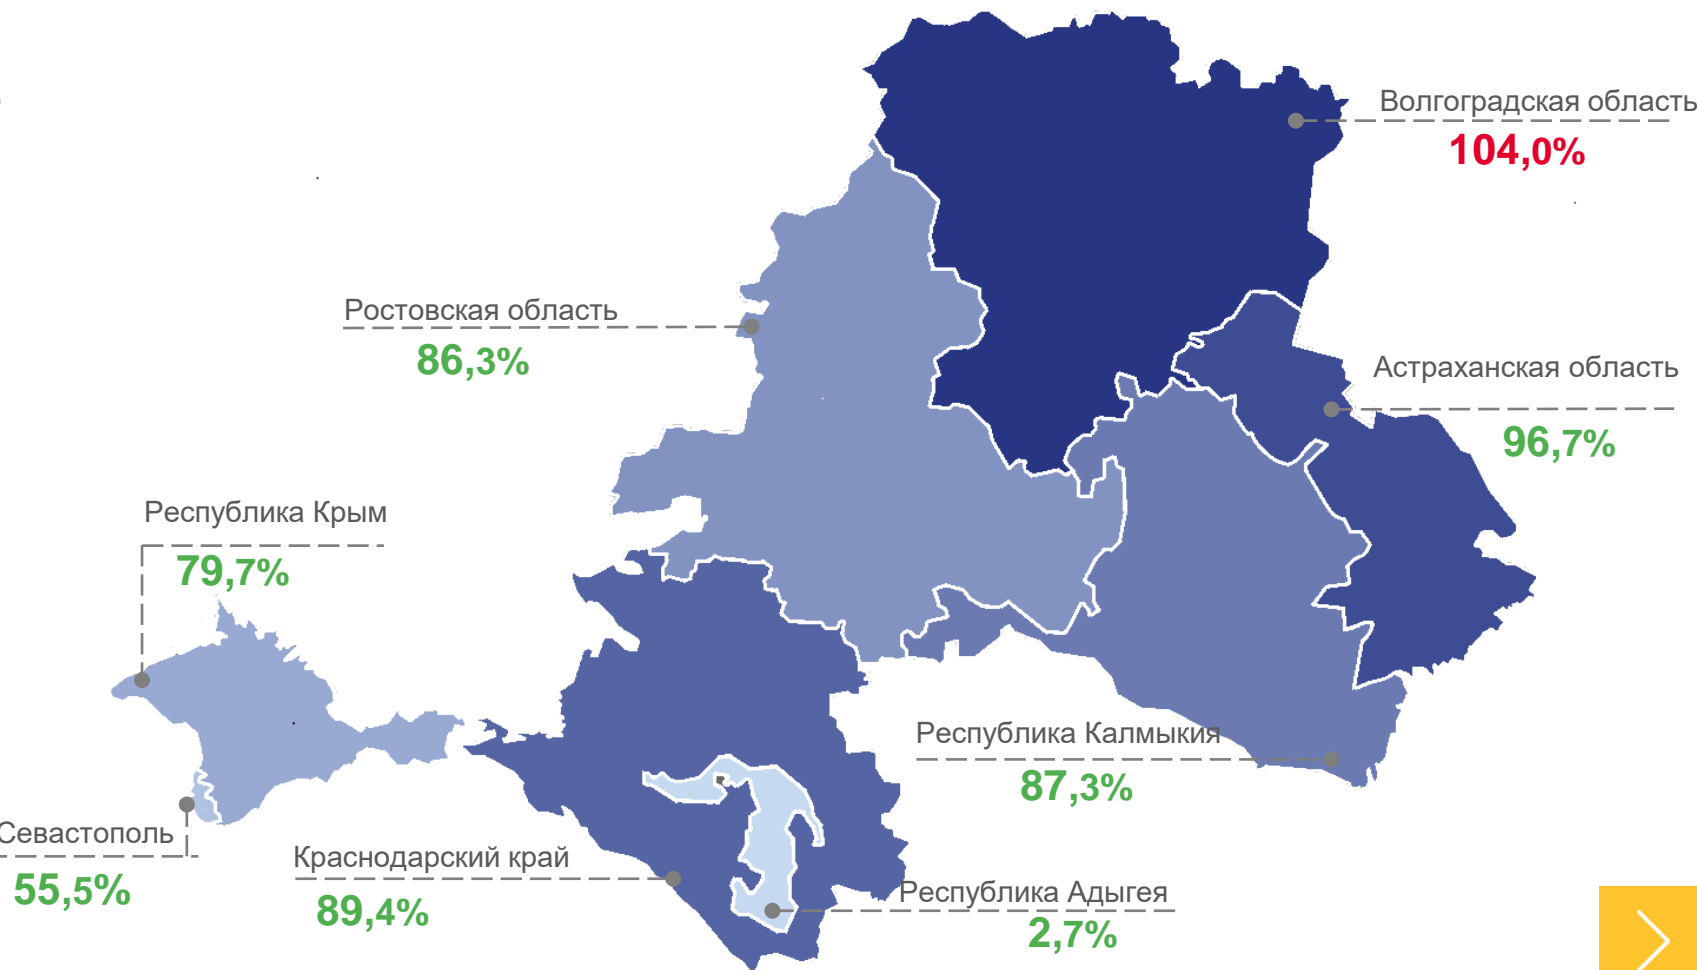 Волгоградская область
104,0%
Ростовская область
86,3%
Астраханская область
96,7%
Республика Крым
79,7%
Республика Калмыкия
87,3%
Севастополь
55,5%
Краснодарский край
89,4%
Республика Адыгея
2,7%